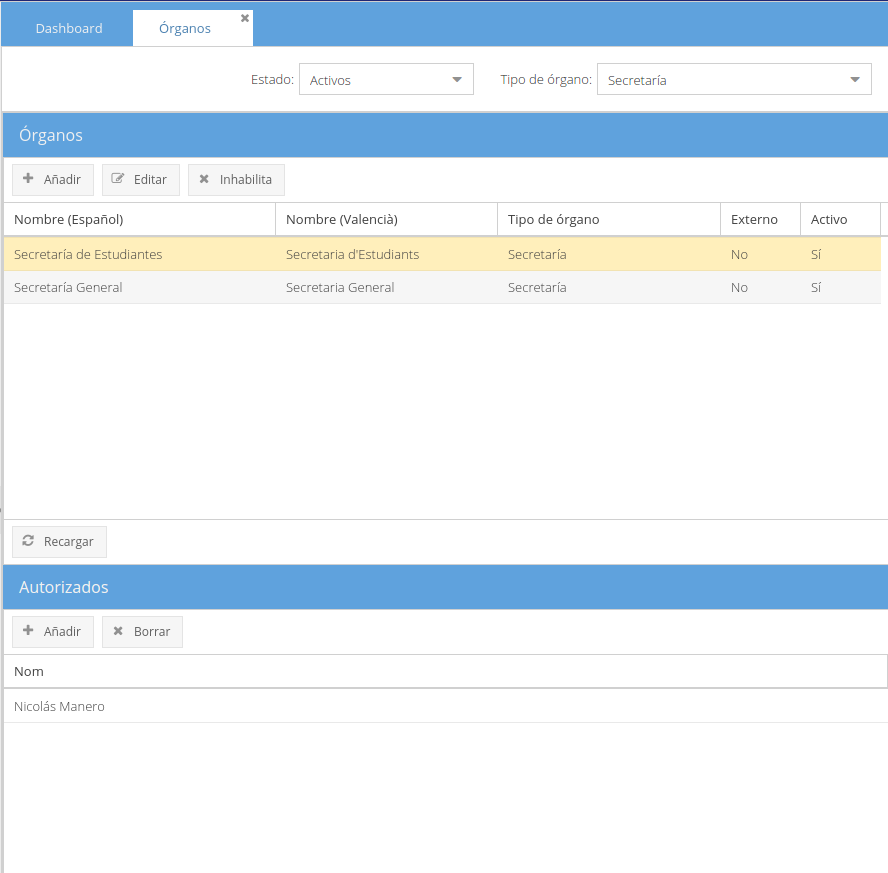 Dashboard Órganos
Estado: Activos Tipo de órgano: Secretaría
Órganos
Añadir Editar Inhabilita
Nombre (Español) Nombre (Valencià) Tipo de órgano Externo Activo
Secretaría de Estudiantes Secretaria d'Estudiants Secretaría No Sí
Secretaría General Secretaria General Secretaría No Sí
Recargar
Autorizados
Añadir Borrar
Nom
Nicolás Manero